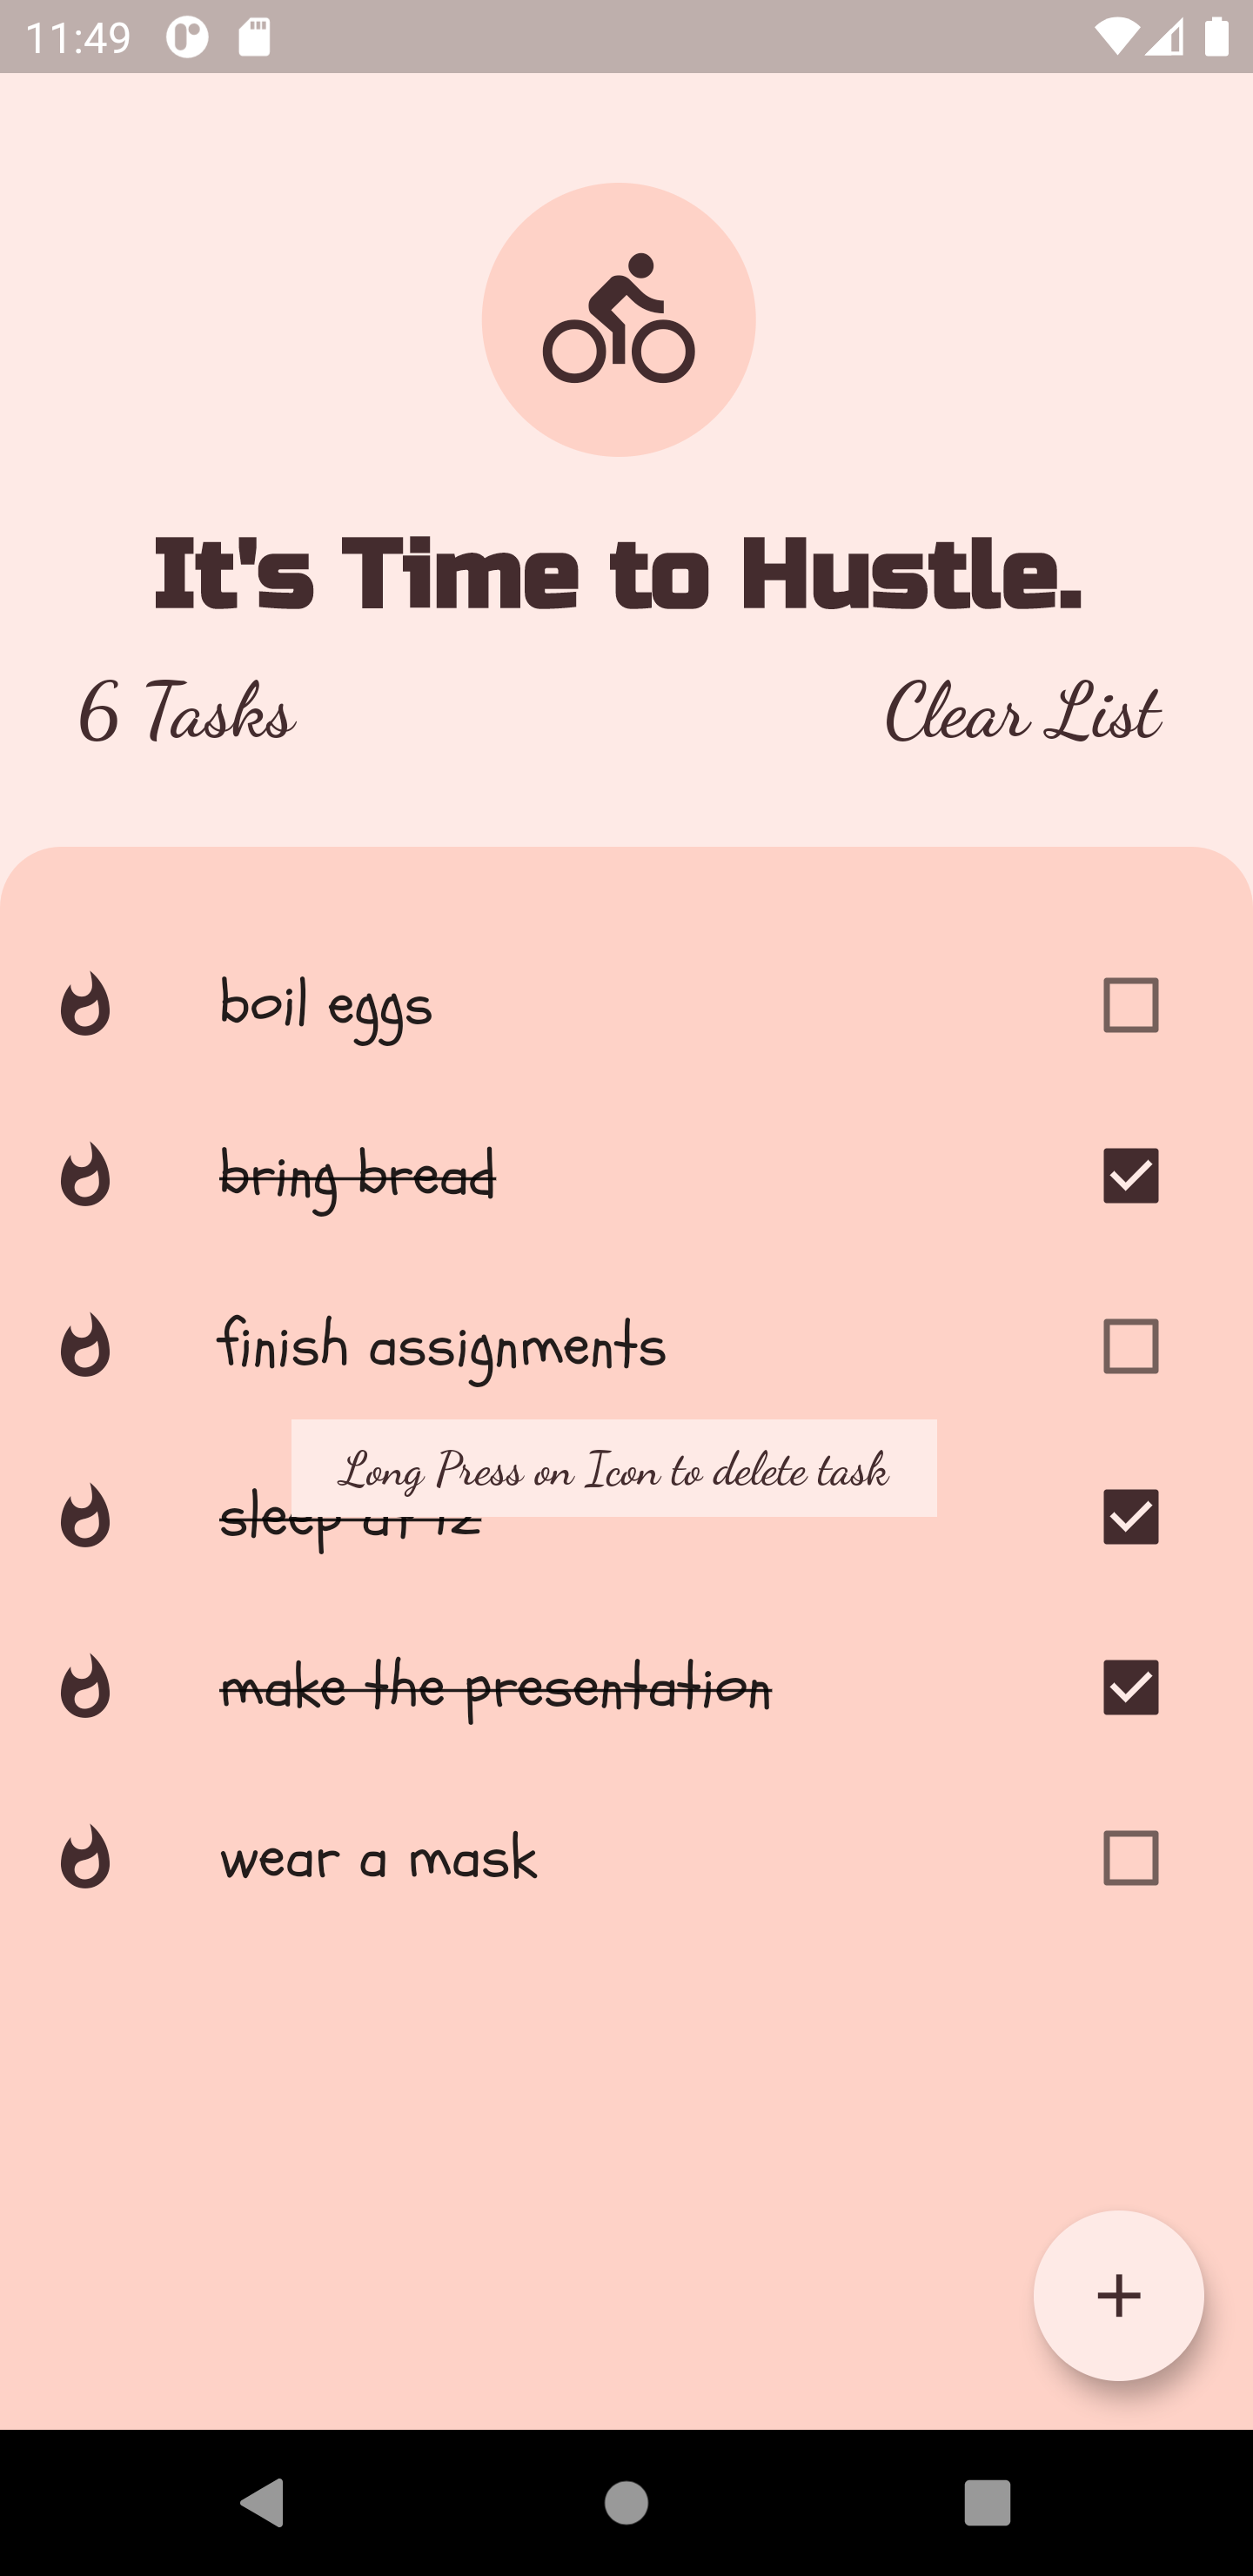 11:49
It's Time to Hustle.
6 Tasks
Clear List
boil eggs
bring bread
finish assignments
Long Press on Icon to delete task
sleep at 12
make the presentation
wear a mask